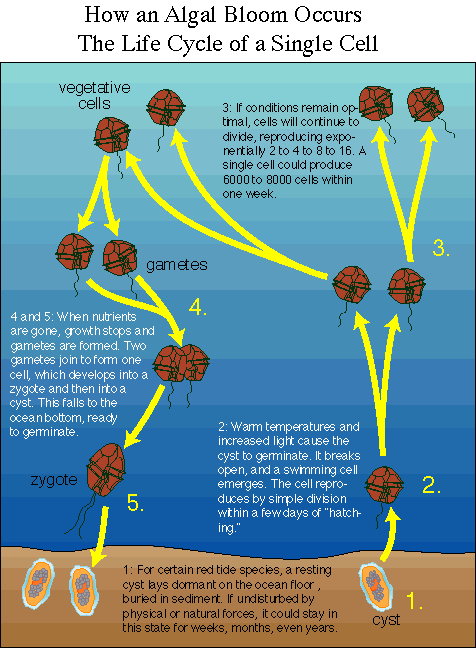 How an Algal Bloom Occurs
The Life Cycle of a Single Cell
vegetative
cells
3: If conditions remain op-
timal, cells will continue to
divide, reproducing expo-
nentially 2 to 4 to 8 to 16. A
single cell could produce
6000 to 8000 cells within
one week.
3.
gametes
4.
4 and 5: When nutrients
are gone, growth stops and
gametes are formed. Two
gametes join to form one
cell, which develops into a
zygote and then into a
cyst. This falls to the
ocean bottom, ready
to germinate.
2: Warm temperatures and
increased light cause the
cyst to germinate. It breaks
open, and a swimming cell
emerges. The cell repro-
duces by simple division
within a few days of "hatch-
ing."
zygote
2.
5.
1: For certain red tide species, a resting
cyst lays dormant on the ocean floor ,
buried in sediment. If undisturbed by
physical or natural forces, it could stay in
this state for weeks, months, even years.
1.
cyst